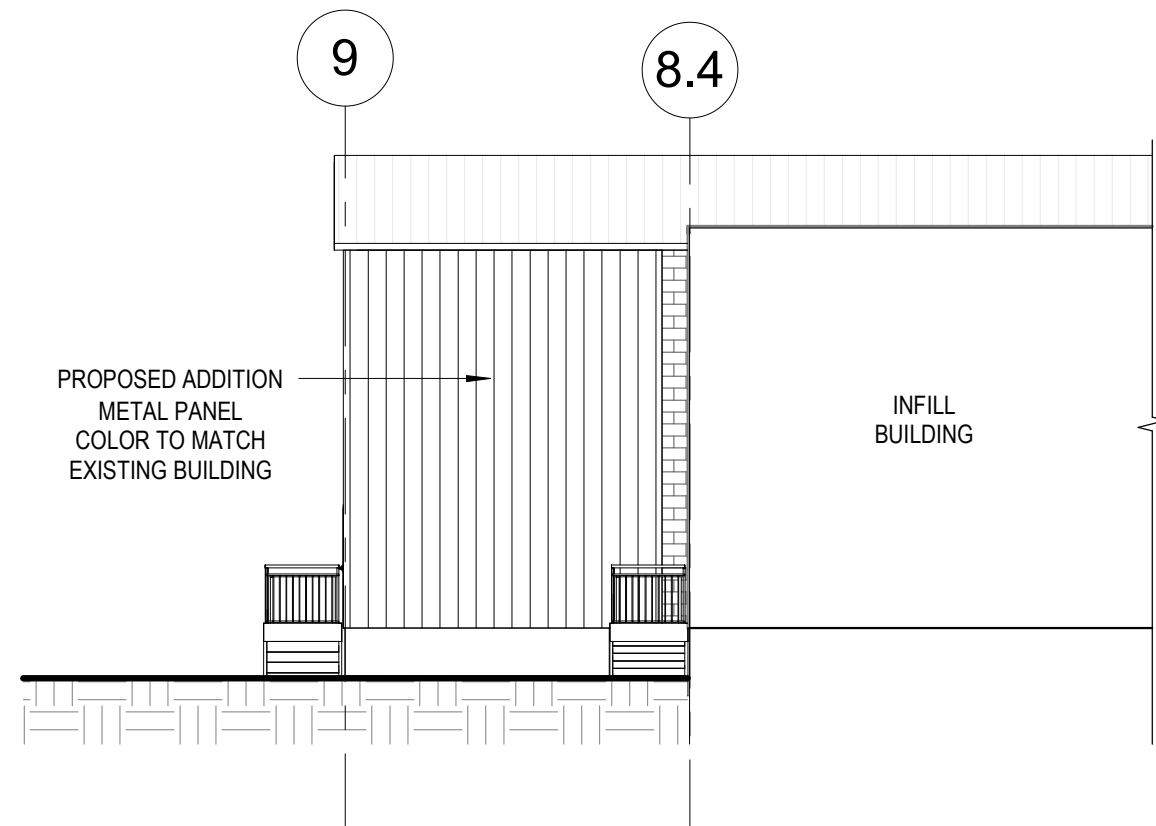 9
8.4
PROPOSED ADDITION
METAL PANEL
COLOR TO MATCH
EXISTING BUILDING
INFILL
BUILDING